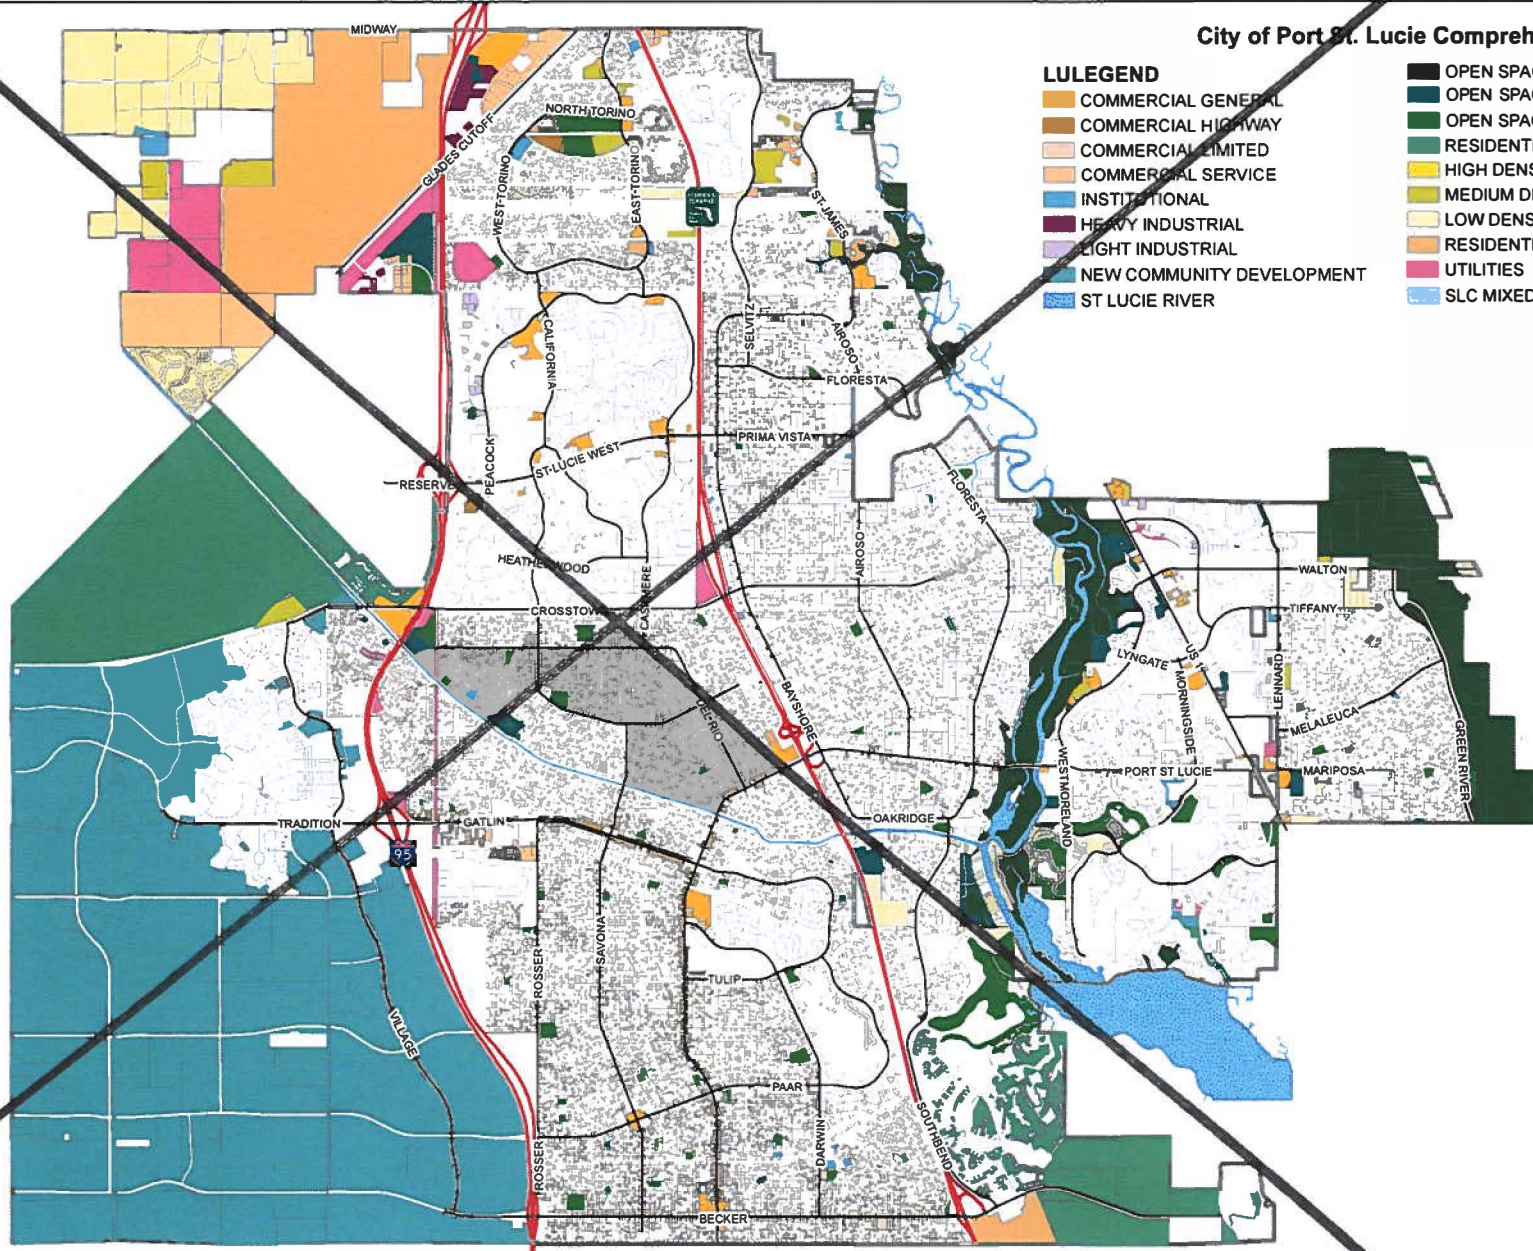 City of Port St. Lucie Compreh
LULEGEND
COMMERCIAL GENERAL
COMMERCIAL HIGHWAY
COMMERCIAL LIMITED
COMMERCIAL SERVICE
INSTITUTIONAL
HEAVY INDUSTRIAL
LIGHT INDUSTRIAL
NEW COMMUNITY DEVELOPMENT
ST LUCIE RIVER
OPEN SPA
OPEN SPA
OPEN SPA
RESIDENT
HIGH DENS
MEDIUM D
LOW DENS
RESIDENT
UTILITIES
SLC MIXED
MIDWAY
GLADES CUTOFF
NORTH TORINO
WEST-TORINO
EAST-TORINO
ST-JAMES
SELVITZ
AIROSO
FLORESTA
CALIFORNIA
PEACOCK
ST-LUCIE WEST
PRIMA VISTA
RESERVE
FLORESTA
AIROSO
HEATHERWOOD
CASHMERE
CROSSTOWN
WALTON
TIFFANY
LYNGATE
US 1
MORNINGSIDE
LENNARD
MELALEUCA
GREEN RIVER
BAYSHORE
DEL-RIO
WESTMORELAND
PORT ST LUCIE
MARIPOSA
TRADITION
GATLIN
OAKRIDGE
95
SAVONA
ROSSER
TULIP
VILLAGE
PAAR
DARWIN
SOUTHBEND
ROSSER
BECKER